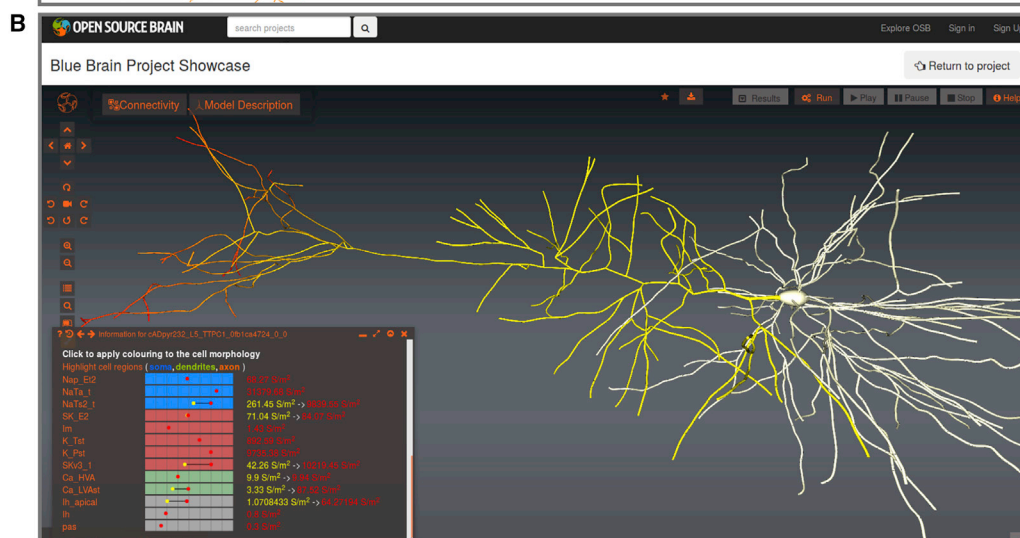 B
OPEN SOURCE BRAIN search projects Explore OSB Sign in Sign U
Blue Brain Project Showcase Return to project
Connectivity Model Description Results Run Play Pause Stop Help
Information for cADpyr232_L5_TTPC1_0fb1ca4724_0_0
Click to apply colouring to the cell morphology
Highlight cell regions (soma, dendrites, axon)
Nap_Et2
NaTa_t
NaTs2_t 261.45 S/m² ->
SK_E2 71.04 S/m² ->
Im
K_Tst
K_Pst
SKv3_1 42.26 S/m² ->
Ca_HVA 9.9 S/m² ->
Ca_LVAst 3.33 S/m² ->
Ih_apical 1.0708433 S/m² ->
Ih
pas